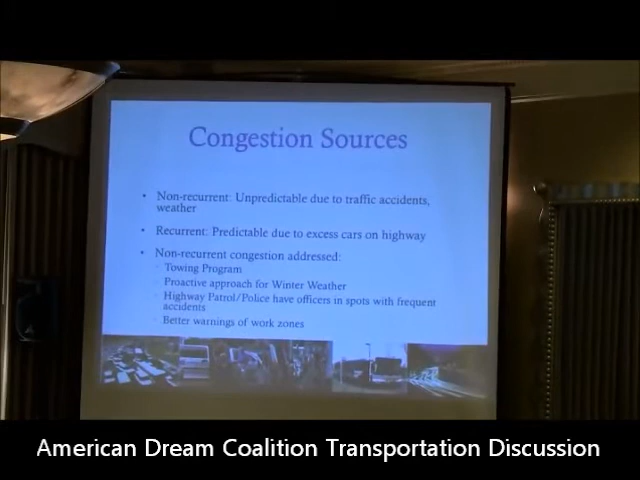 Congestion Sources
• Non-recurrent: Unpredictable due to traffic accidents,
weather
• Recurrent: Predictable due to excess cars on highway
• Non-recurrent congestion addressed:
Towing Program
Proactive approach for Winter Weather
Highway Patrol/Police have officers in spots with frequent
accidents
Better warnings of work zones
American Dream Coalition Transportation Discussion